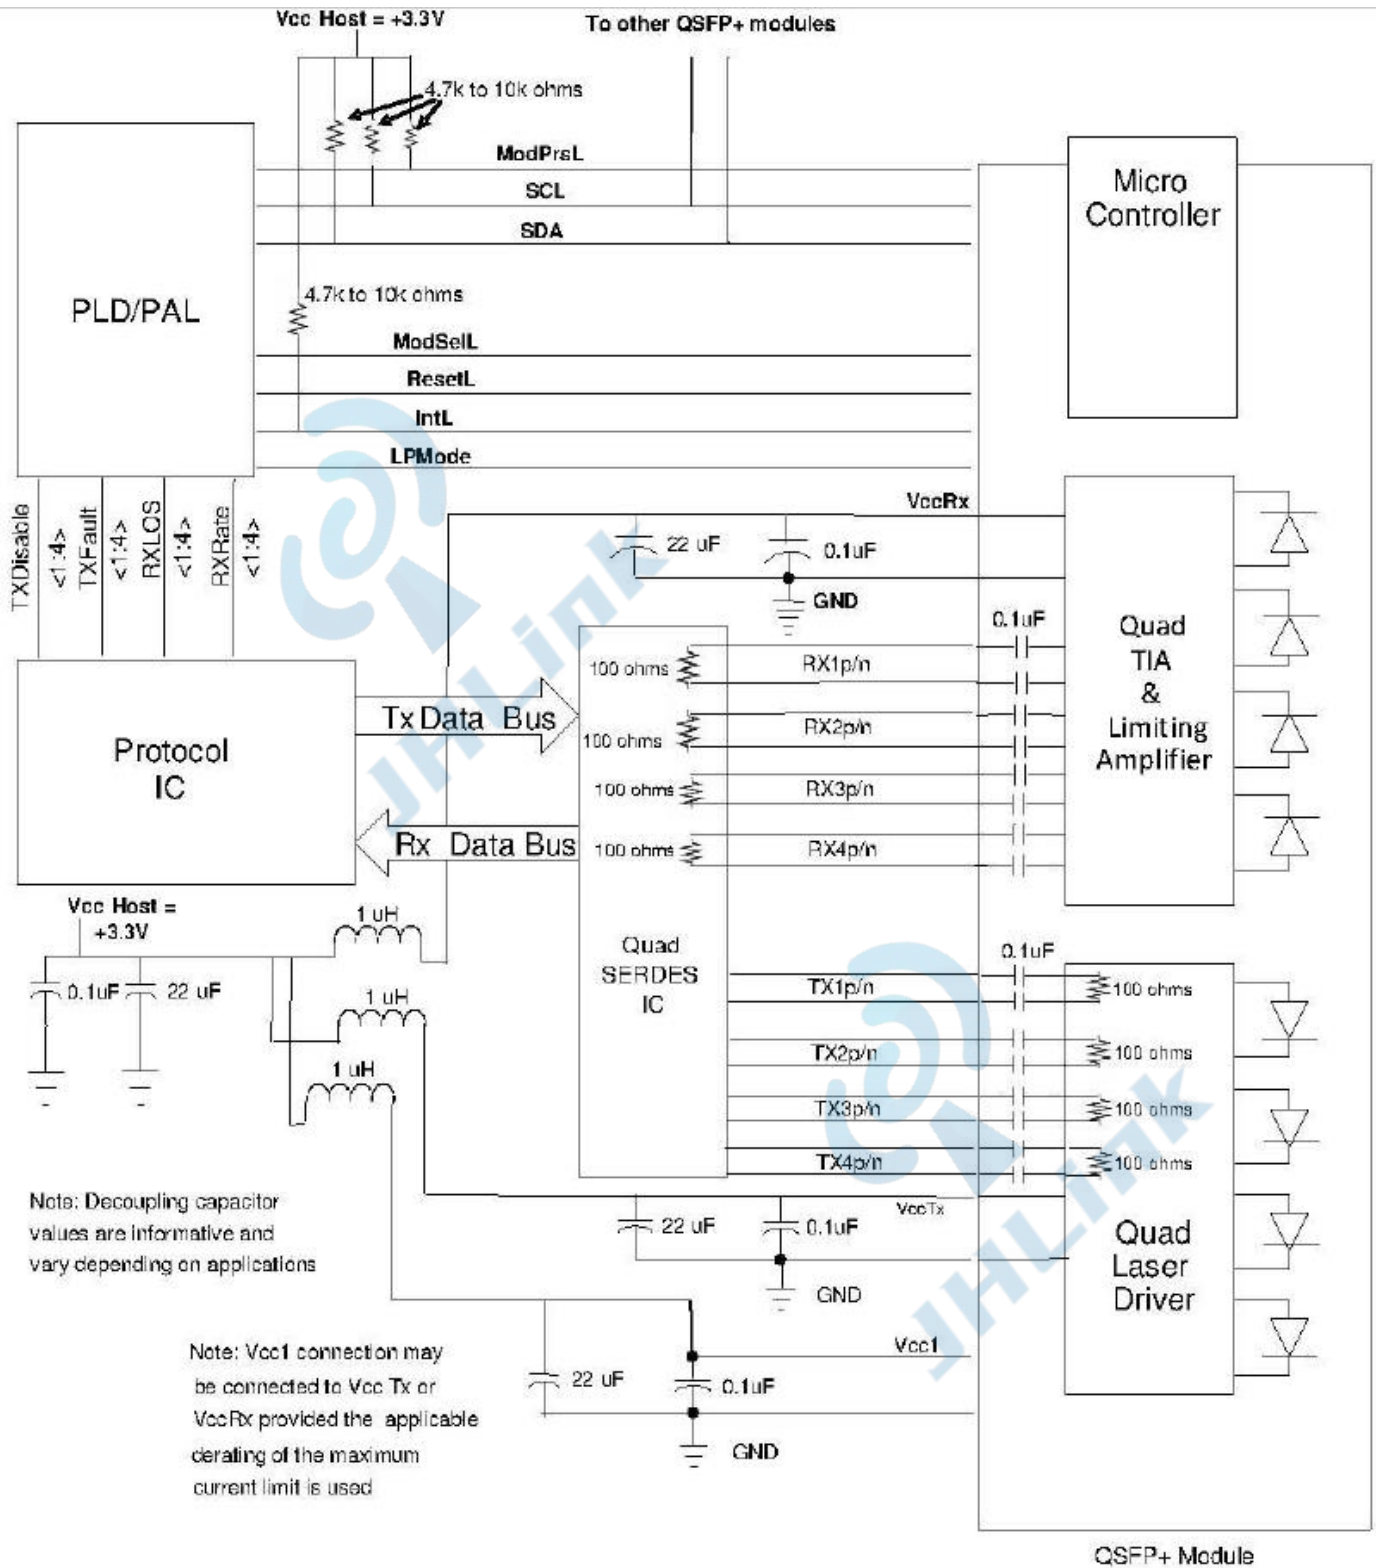 Vcc Host = +3.3V
To other QSFP+ modules
4.7k to 10k ohms
ModPrsL
SCL
SDA
Micro
Controller
PLD/PAL
4.7k to 10k ohms
ModSelL
ResetL
IntL
LPMode
TXDisable
<1:4>
TXFault
<1:4>
RXLOS
<1:4>
RXRate
<1:4>
VccRx
22 uF
0.1uF
GND
0.1uF
Quad
TIA
&
Limiting
Amplifier
100 ohms
RX1p/n
100 ohms
RX2p/n
100 ohms
RX3p/n
100 ohms
RX4p/n
Tx Data Bus
Protocol
IC
Rx Data Bus
Vcc Host =
+3.3V
1 uH
0.1uF
22 uF
1 uH
1 uH
Quad
SERDES
IC
0.1uF
TX1p/n
100 ohms
TX2p/n
100 ohms
TX3p/n
100 ohms
TX4p/n
100 ohms
VccTx
22 uF
0.1uF
GND
Quad
Laser
Driver
Note: Decoupling capacitor
values are informative and
vary depending on applications
Vcc1
22 uF
0.1uF
GND
Note: Vcc1 connection may
be connected to Vcc Tx or
VccRx provided the applicable
derating of the maximum
current limit is used
QSFP+ Module
JHLink
JHLink